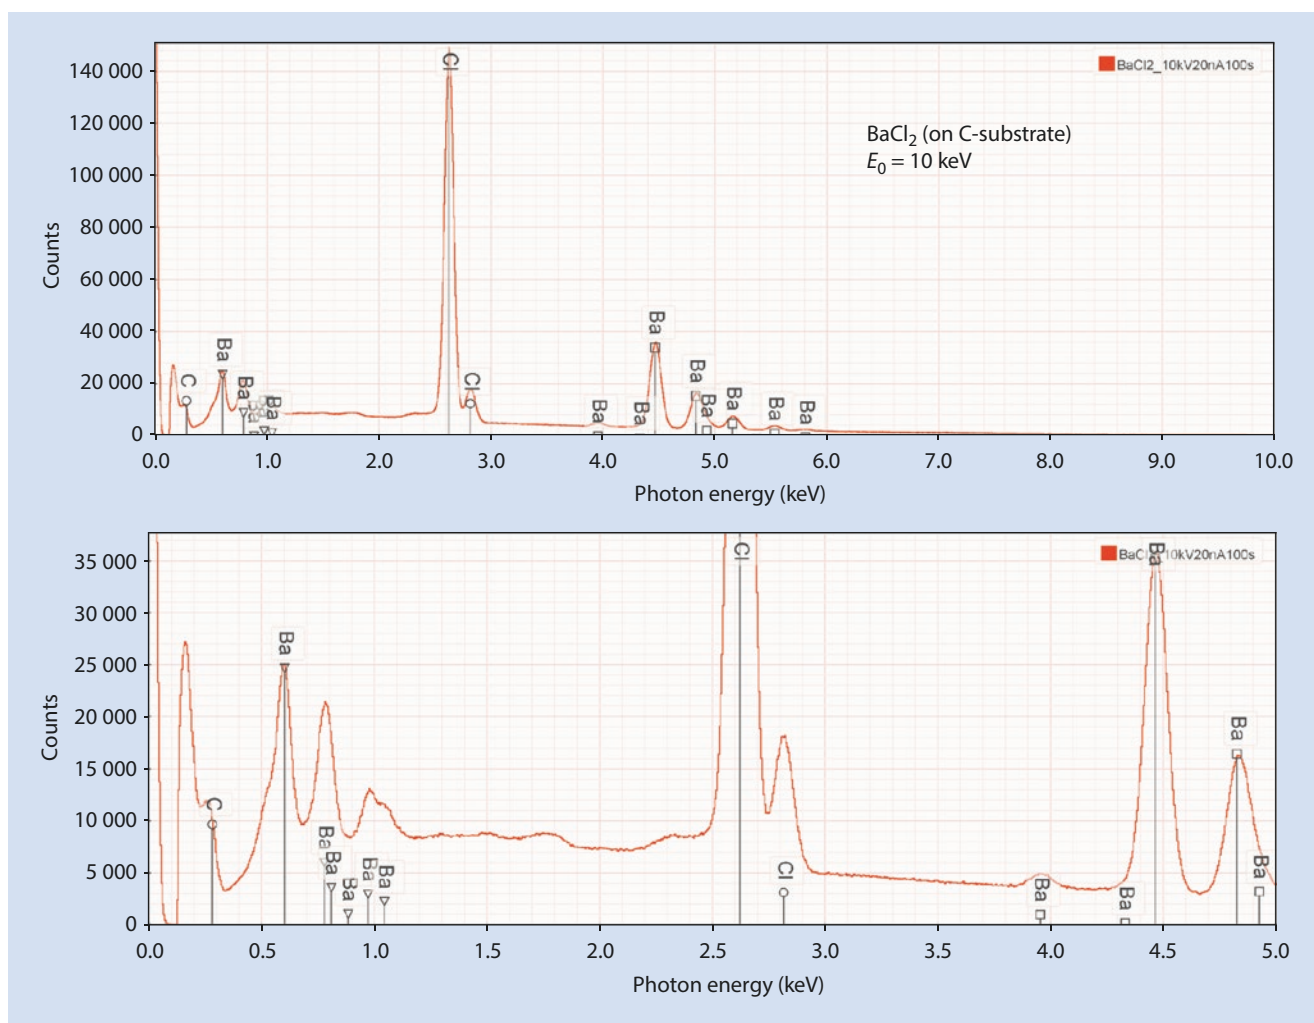 140 000
120 000
100 000
80 000
60 000
40 000
20 000
0
Counts
BaCl2_10kV20nA100s
BaCl₂ (on C-substrate)
E₀ = 10 keV
C
Ba
Ba
Ba
Cl
Cl
Ba
Ba
Ba
Ba
Ba
Ba
Ba
Ba
0.0 1.0 2.0 3.0 4.0 5.0 6.0 7.0 8.0 9.0 10.0
Photon energy (keV)
35 000
30 000
25 000
20 000
15 000
10 000
5 000
0
Counts
BaCl2_10kV20nA100s
C
Ba
Ba
Ba
Ba
Ba
Ba
Cl
Cl
Ba
Ba
Ba
Ba
Ba
0.0 0.5 1.0 1.5 2.0 2.5 3.0 3.5 4.0 4.5 5.0
Photon energy (keV)